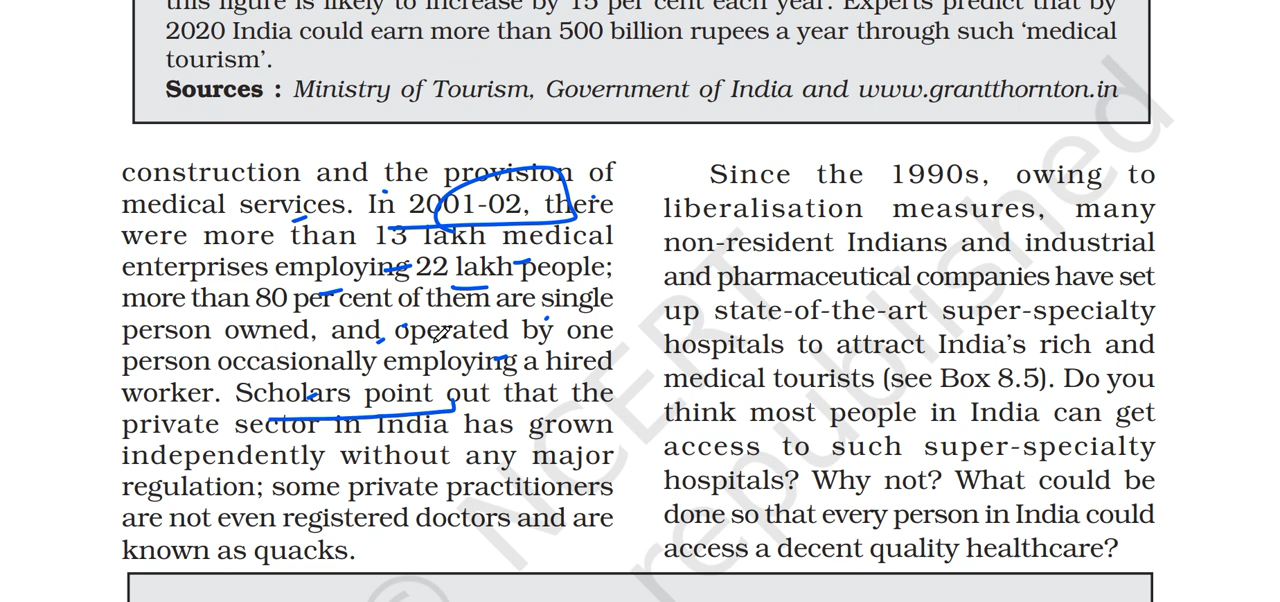 this figure is likely to increase by 15 per cent each year. Experts predict that by
2020 India could earn more than 500 billion rupees a year through such ‘medical
tourism’.
Sources : Ministry of Tourism, Government of India and www.grantthornton.in
construction and the provision of
medical services. In 2001-02, there
were more than 13 lakh medical
enterprises employing 22 lakh people;
more than 80 per cent of them are single
person owned, and operated by one
person occasionally employing a hired
worker. Scholars point out that the
private sector in India has grown
independently without any major
regulation; some private practitioners
are not even registered doctors and are
known as quacks.
Since the 1990s, owing to
liberalisation measures, many
non-resident Indians and industrial
and pharmaceutical companies have set
up state-of-the-art super-specialty
hospitals to attract India’s rich and
medical tourists (see Box 8.5). Do you
think most people in India can get
access to such super-specialty
hospitals? Why not? What could be
done so that every person in India could
access a decent quality healthcare?
© NCERT
republished